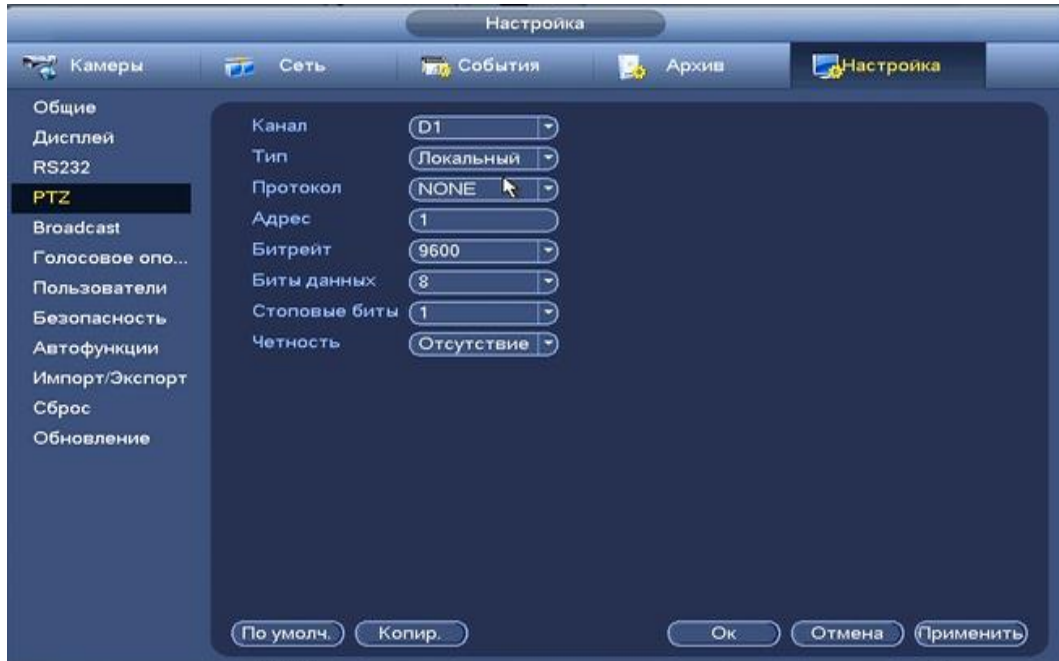 Настройка
Камеры Сеть События Архив Настройка
Общие
Дисплей
RS232
PTZ
Broadcast
Голосовое опо...
Пользователи
Безопасность
Автофункции
Импорт/Экспорт
Сброс
Обновление
Канал D1
Тип Локальный
Протокол NONE
Адрес 1
Битрейт 9600
Биты данных 8
Стоповые биты 1
Четность Отсутствие
По умолч. Копир. Ок Отмена Применить